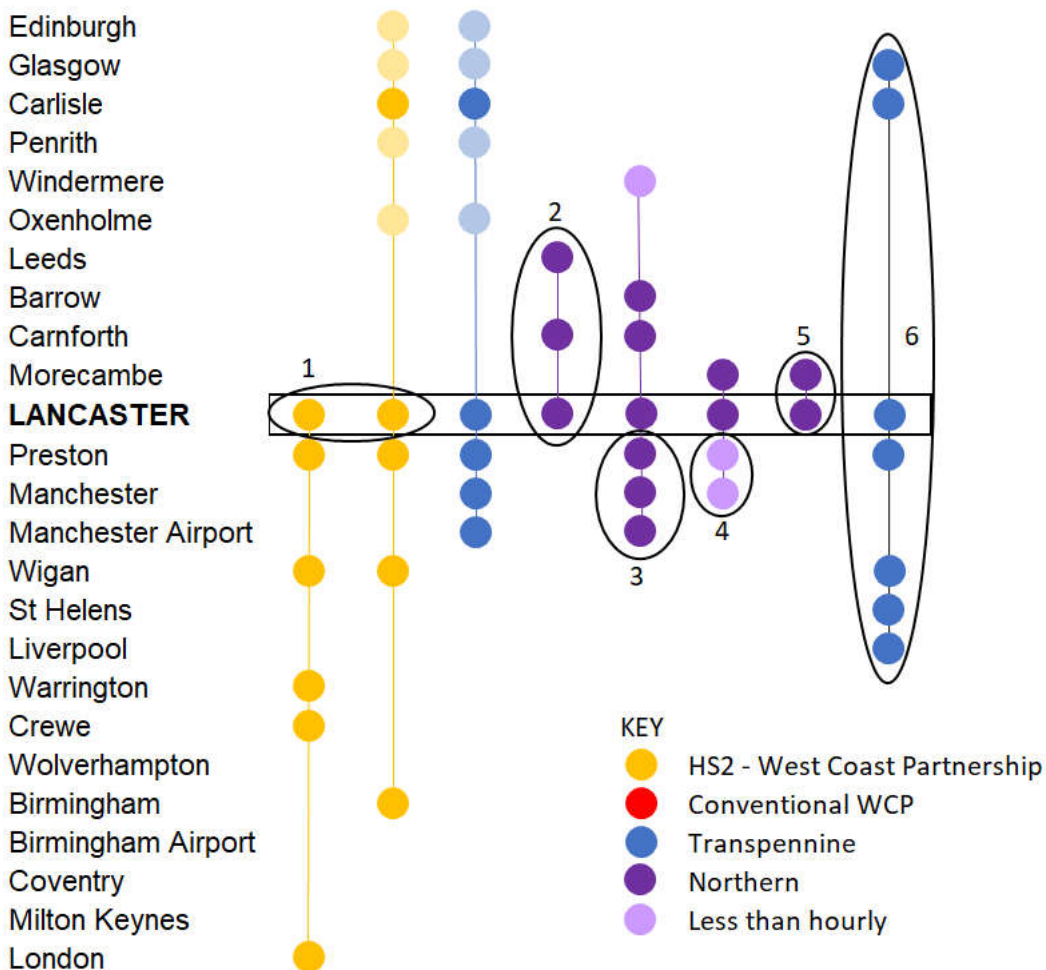 Edinburgh
Glasgow
Carlisle
Penrith
Windermere
Oxenholme
2
Leeds
Barrow
Carnforth
5
6
Morecambe
1
LANCASTER
Preston
Manchester
Manchester Airport
4
Wigan
3
St Helens
Liverpool
Warrington
Crewe
KEY
Wolverhampton
HS2 - West Coast Partnership
Birmingham
Conventional WCP
Birmingham Airport
Transpennine
Coventry
Northern
Milton Keynes
Less than hourly
London